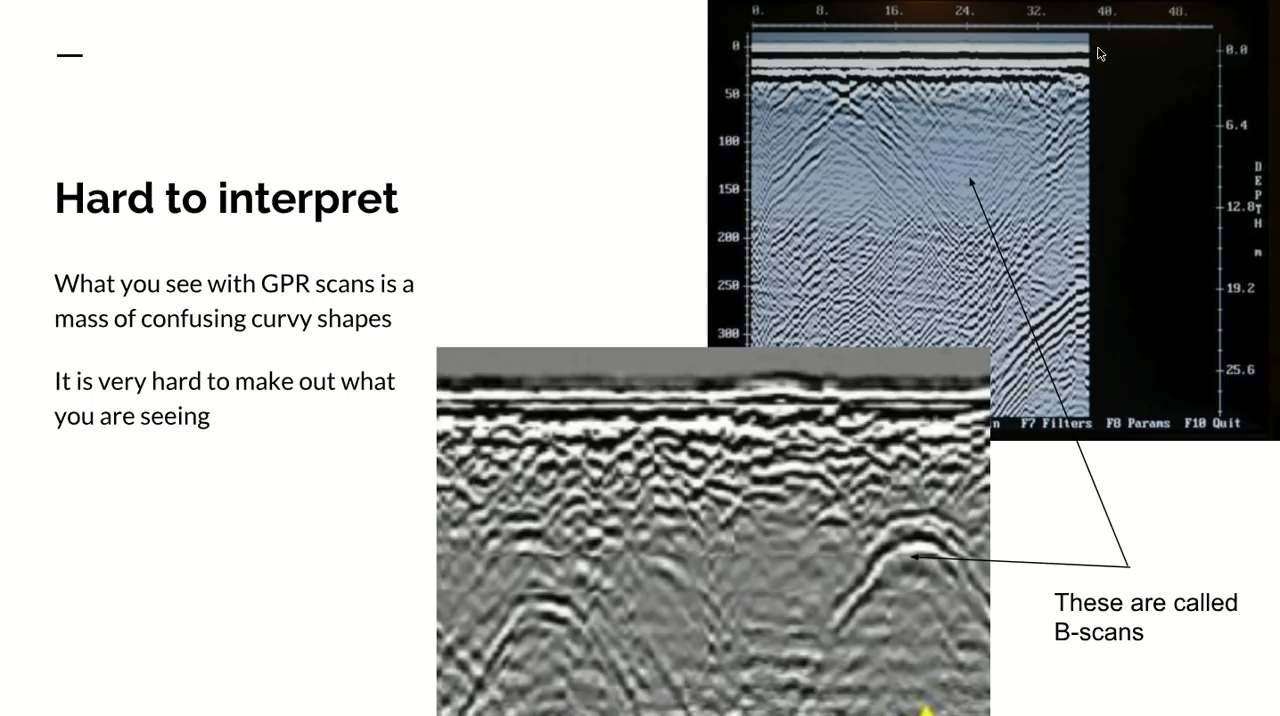 Hard to interpret
What you see with GPR scans is a
mass of confusing curvy shapes
It is very hard to make out what
you are seeing
0. 8. 16. 24. 32. 40. 48.
0
50
100
150
200
250
300
0.0
6.4
12.8
19.2
25.6
DEPTH m
n F7 Filters F8 Params F10 Quit
These are called
B-scans